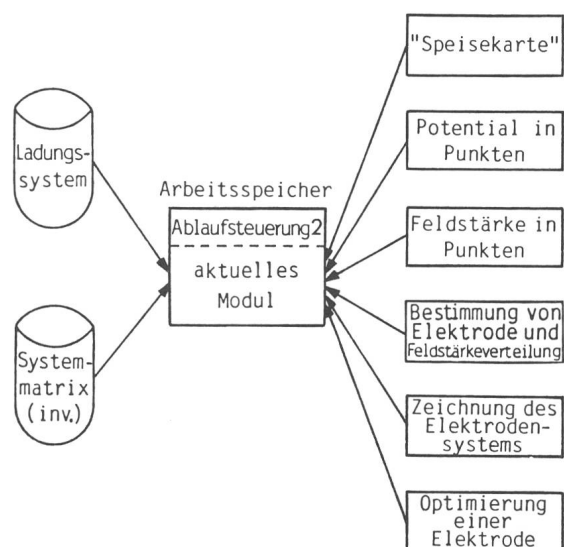 Ladungs-
system
System-
matrix
(inv.)
Arbeitsspeicher
Ablaufsteuerung2
aktuelles
Modul
"Speisekarte"
Potential in
Punkten
Feldstärke in
Punkten
Bestimmung von
Elektrode und
Feldstärkeverteilung
Zeichnung des
Elektroden-
systems
Optimierung
einer
Elektrode